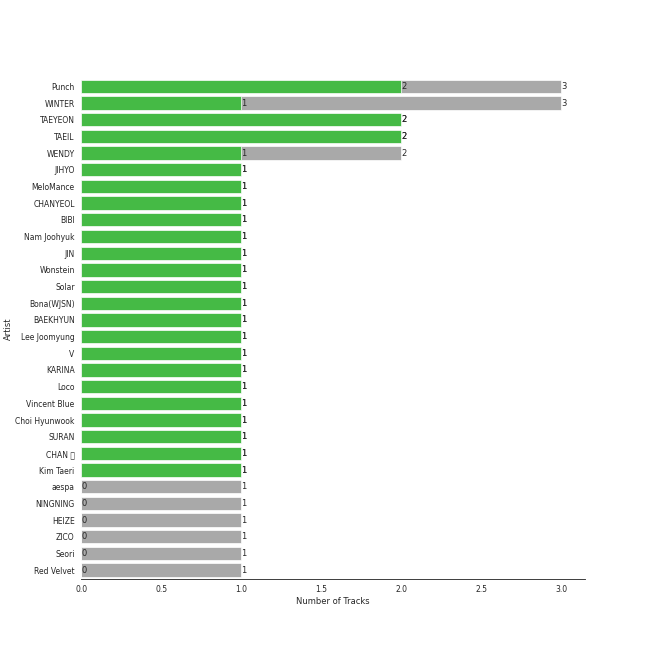 Punch 2 3
WINTER 1 3
TAEYEON 2
TAEIL 2
WENDY 1 2
JIHYO 1
MeloMance 1
CHANYEOL 1
BIBI 1
Nam Joohyuk 1
JIN 1
Wonstein 1
Solar 1
Bona(WJSN) 1
BAEKHYUN 1
Lee Joomyung 1
V 1
KARINA 1
Loco 1
Vincent Blue 1
Choi Hyunwook 1
SURAN 1
CHAN 1
Kim Taeri 1
aespa 0 1
NINGNING 0 1
HEIZE 0 1
ZICO 0 1
Seori 0 1
Red Velvet 0 1
Artist
0.0 0.5 1.0 1.5 2.0 2.5 3.0
Number of Tracks